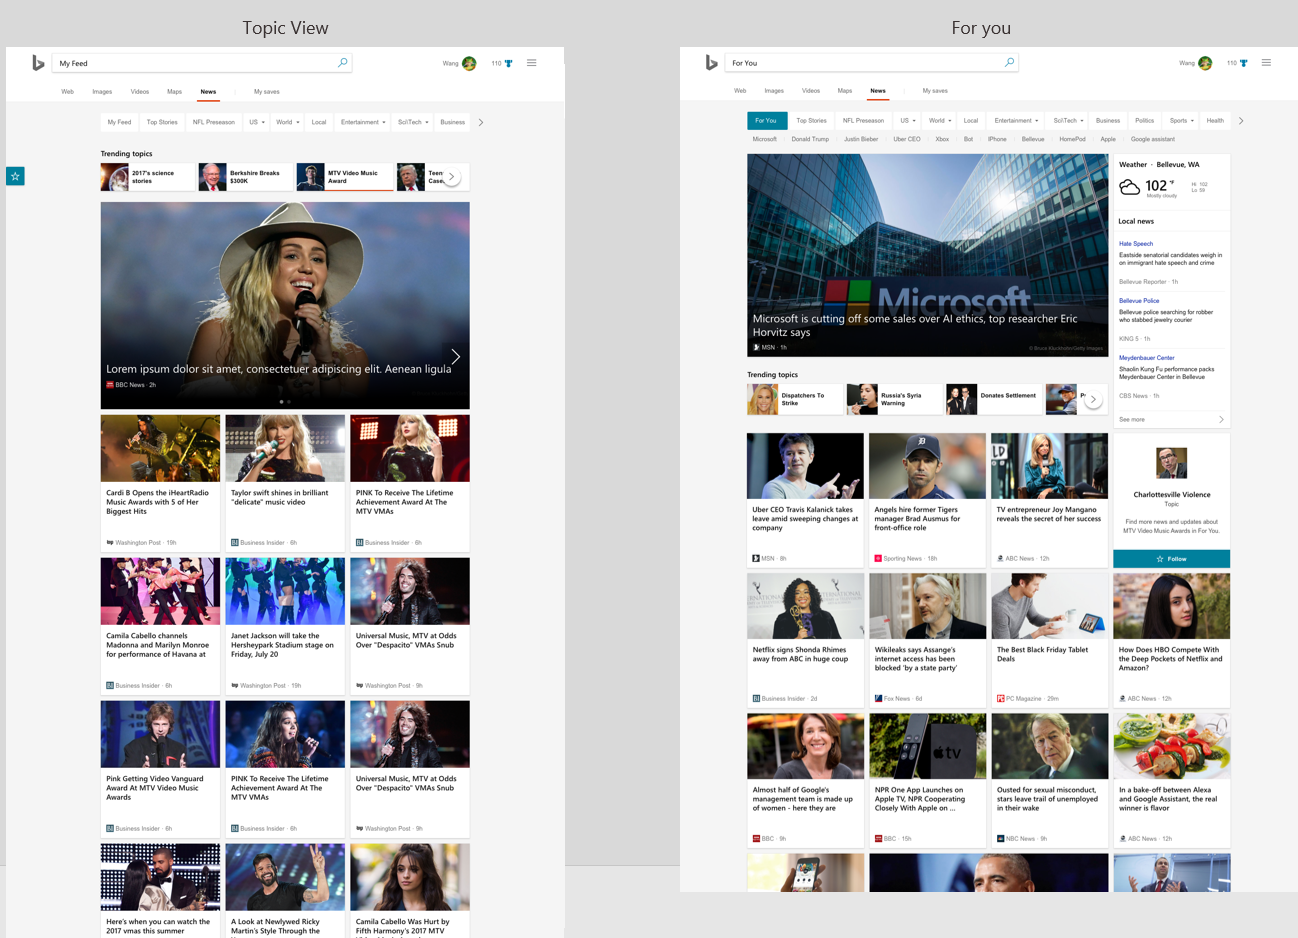 Topic View
My Feed
Wang
110
Web
Images
Videos
Maps
News
My saves
My Feed
Top Stories
NFL Preseason
US
World
Local
Entertainment
Sci\Tech
Business
Trending topics
2017's science
stories
Berkshire Breaks
$300K
MTV Video Music
Award
Teen
Case
Lorem ipsum dolor sit amet, consectetuer adipiscing elit. Aenean ligula
BBC News · 2h
Cardi B Opens the iHeartRadio
Music Awards with 5 of Her
Biggest Hits
Washington Post · 19h
Taylor swift shines in brilliant
"delicate" music video
Business Insider · 6h
PINK To Receive The Lifetime
Achievement Award At The
MTV VMAs
Business Insider · 6h
Camila Cabello channels
Madonna and Marilyn Monroe
for performance of Havana at
Business Insider · 6h
Janet Jackson will take the
Hersheypark Stadium stage on
Friday, July 20
Washington Post · 19h
Universal Music, MTV at Odds
Over "Despacito" VMAs Snub
Washington Post · 9h
Pink Getting Video Vanguard
Award At MTV Video Music
Awards
Business Insider · 6h
PINK To Receive The Lifetime
Achievement Award At The
MTV VMAs
Business Insider · 6h
Universal Music, MTV at Odds
Over "Despacito" VMAs Snub
Washington Post · 9h
Here's when you can watch the
2017 vmas this summer
A Look at Newlywed Ricky
Martin's Style Through the
Camila Cabello Was Hurt by
Fifth Harmony's 2017 MTV
For you
For You
Wang
110
Web
Images
Videos
Maps
News
My saves
For You
Top Stories
NFL Preseason
US
World
Local
Entertainment
Sci\Tech
Business
Politics
Sports
Health
Microsoft
Donald Trump
Justin Bieber
Uber CEO
Xbox
Bot
IPhone
Bellevue
HomePod
Apple
Google assistant
Microsoft
Microsoft is cutting off some sales over AI ethics, top researcher Eric
Horvitz says
MSN · 1h
© Bruce Kluckhohn/Getty Images
Weather · Bellevue, WA
102 °F
Mostly cloudy
Hi 102
Lo 59
Local news
Hate Speech
Eastside senatorial candidates weigh in
on immigrant hate speech and crime
Bellevue Reporter · 1h
Bellevue Police
Bellevue police searching for robber
who stabbed jewelry courier
KING 5 · 1h
Meydenbauer Center
Shaolin Kung Fu performance packs
Meydenbauer Center in Bellevue
CBS News · 1h
See more
Trending topics
Dispatchers To
Strike
Russia's Syria
Warning
Donates Settlement
Uber CEO Travis Kalanick takes
leave amid sweeping changes at
company
MSN · 8h
Angels hire former Tigers
manager Brad Ausmus for
front-office role
Sporting News · 18h
TV entrepreneur Joy Mangano
reveals the secret of her success
ABC News · 12h
Charlottesville Violence
Topic
Find more news and updates about
MTV Video Music Awards in For You.
Follow
Netflix signs Shonda Rhimes
away from ABC in huge coup
Business Insider · 2d
Wikileaks says Assange's
internet access has been
blocked 'by a state party'
Fox News · 6d
The Best Black Friday Tablet
Deals
PC Magazine · 29m
How Does HBO Compete With
the Deep Pockets of Netflix and
Amazon?
ABC News · 12h
Almost half of Google's
management team is made up
of women - here they are
BBC · 9h
tv
NPR One App Launches on
Apple TV, NPR Cooperating
Closely With Apple on ...
BBC · 15h
Ousted for sexual misconduct,
stars leave trail of unemployed
in their wake
NBC News · 9h
In a bake-off between Alexa
and Google Assistant, the real
winner is flavor
ABC News · 12h